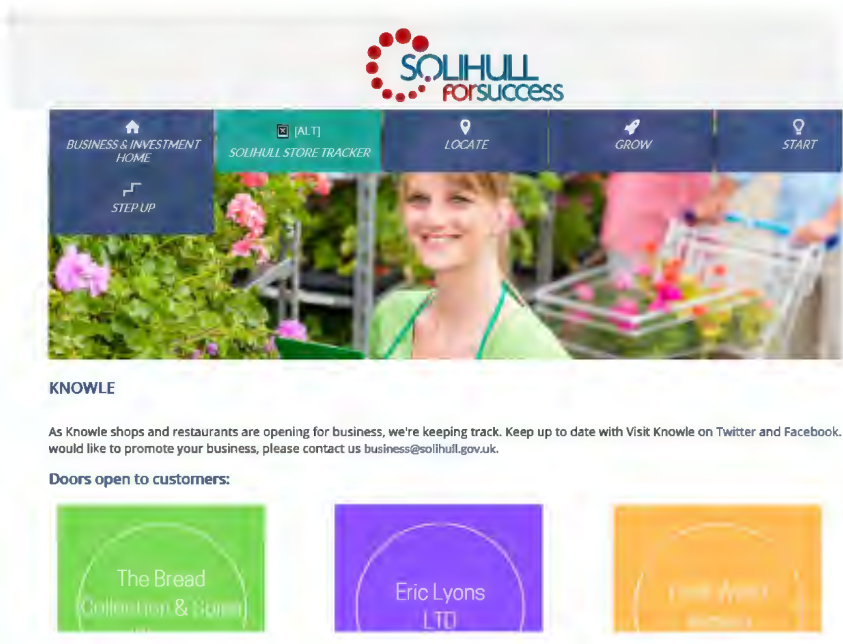 SOLIHULL
forsuccess
BUSINESS & INVESTMENT
HOME
[ALT]
SOLIHULL STORE TRACKER
LOCATE
GROW
START
STEP UP
KNOWLE
As Knowle shops and restaurants are opening for business, we're keeping track. Keep up to date with Visit Knowle on Twitter and Facebook.
would like to promote your business, please contact us business@solihull.gov.uk.
Doors open to customers:
The Bread
Collection &
Eric Lyons
LTD